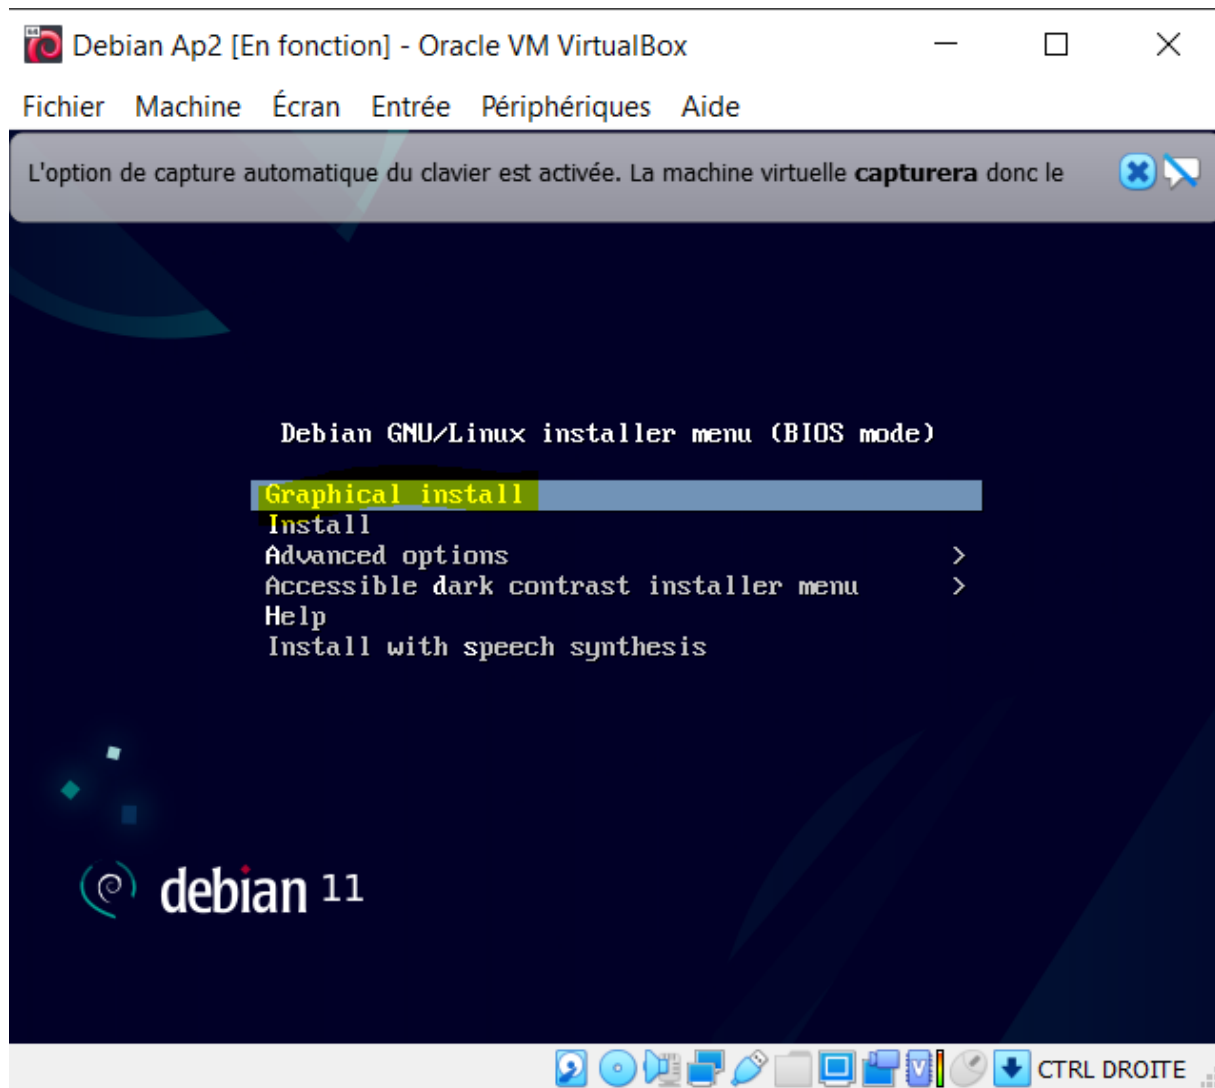 Debian Ap2 [En fonction] - Oracle VM VirtualBox
Fichier Machine Écran Entrée Périphériques Aide
L'option de capture automatique du clavier est activée. La machine virtuelle capturera donc le
Debian GNU/Linux installer menu (BIOS mode)
Graphical install
Install
Advanced options >
Accessible dark contrast installer menu >
Help
Install with speech synthesis
debian 11
CTRL DROITE